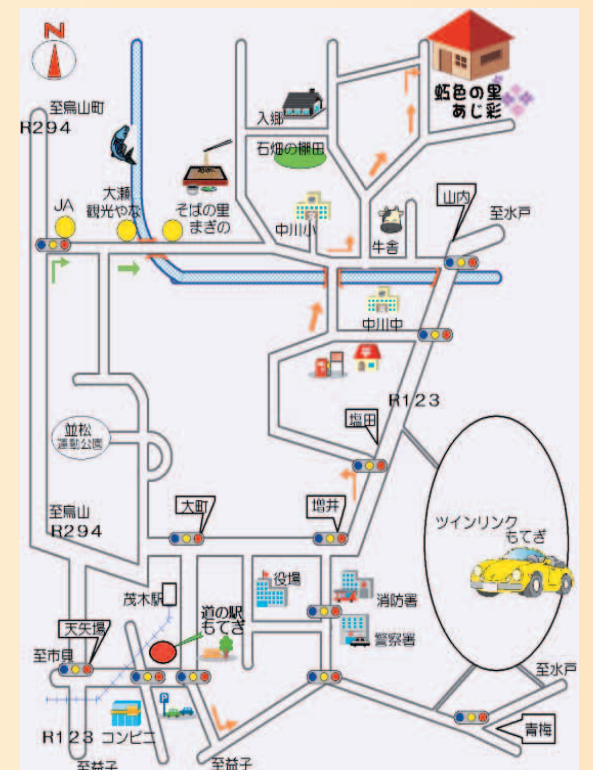 N
至烏山町
R294
JA
大瀬
観光やな
そばの里
まぎの
入郷
石畑の棚田
虹色の里
あじ彩
中川小
牛舎
山内
至水戸
中川中
R123
塩田
並松
運動公園
至烏山
R294
大町
増井
ツインリンク
もてぎ
茂木駅
役場
消防署
道の駅
もてぎ
警察署
天矢場
至市貝
P
R123
コンビニ
至益子
至益子
至水戸
青梅